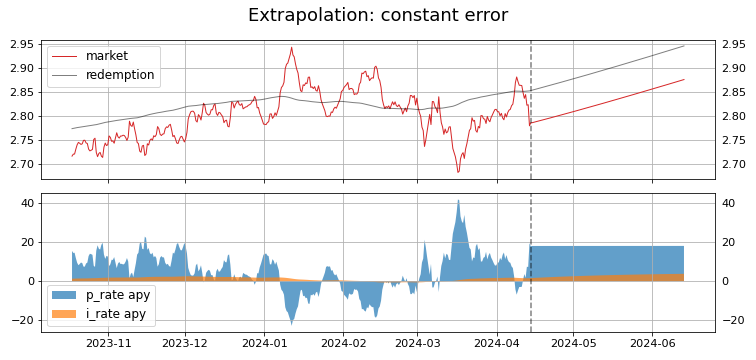 Extrapolation: constant error
2.95 2.95
market
2.90 2.90
redemption
2.85 2.85
2.80 2.80
2.75 2.75
2.70 2.70
40 40
20 20
0 0
p_rate apy
i_rate apy
−20 −20
2023-11 2023-12 2024-01 2024-02 2024-03 2024-04 2024-05 2024-06